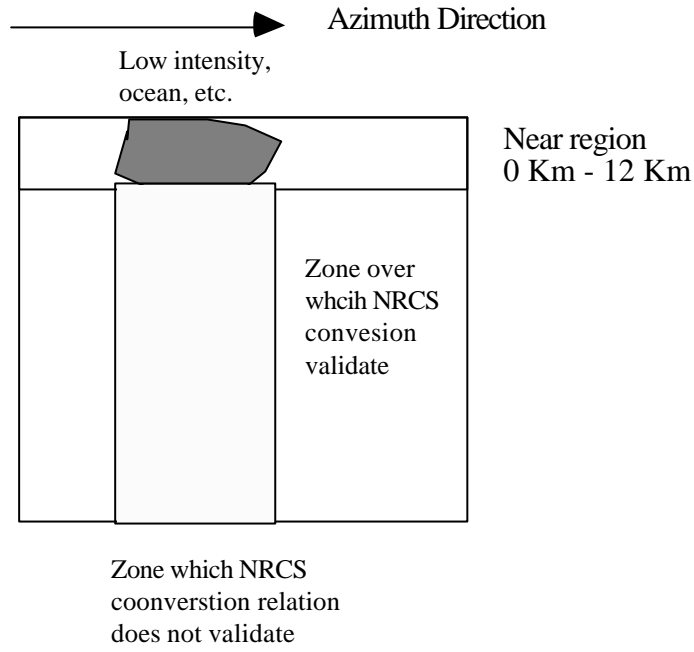 Azimuth Direction
Low intensity,
ocean, etc.
Near region
0 Km - 12 Km
Zone over
whcih NRCS
convesion
validate
Zone which NRCS
coonverstion relation
does not validate